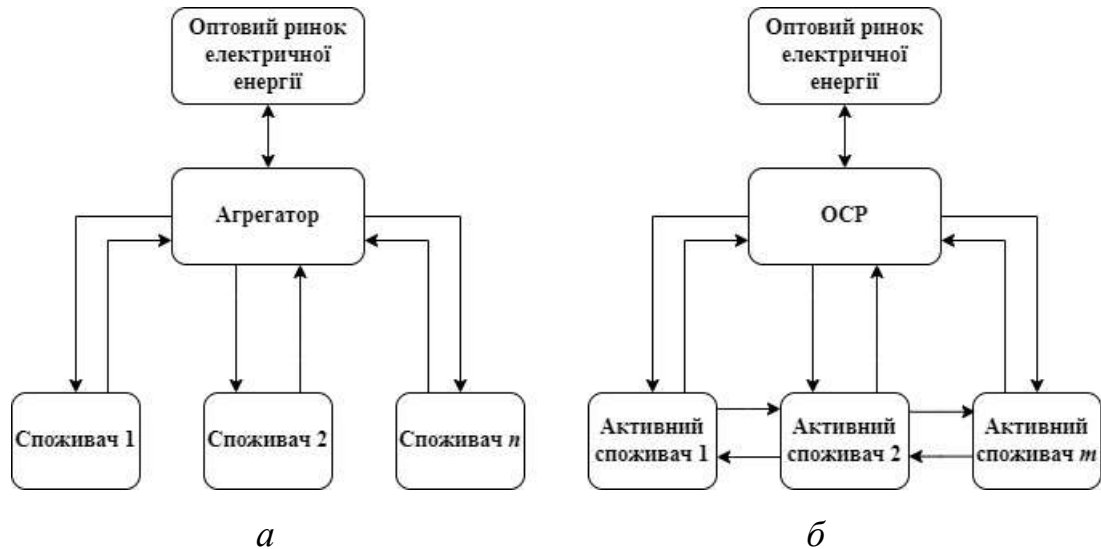 Оптовий ринок
електричної
енергії
Агрегатор
Споживач 1
Споживач 2
Споживач n
а
Оптовий ринок
електричної
енергії
ОСР
Активний
споживач 1
Активний
споживач 2
Активний
споживач m
б